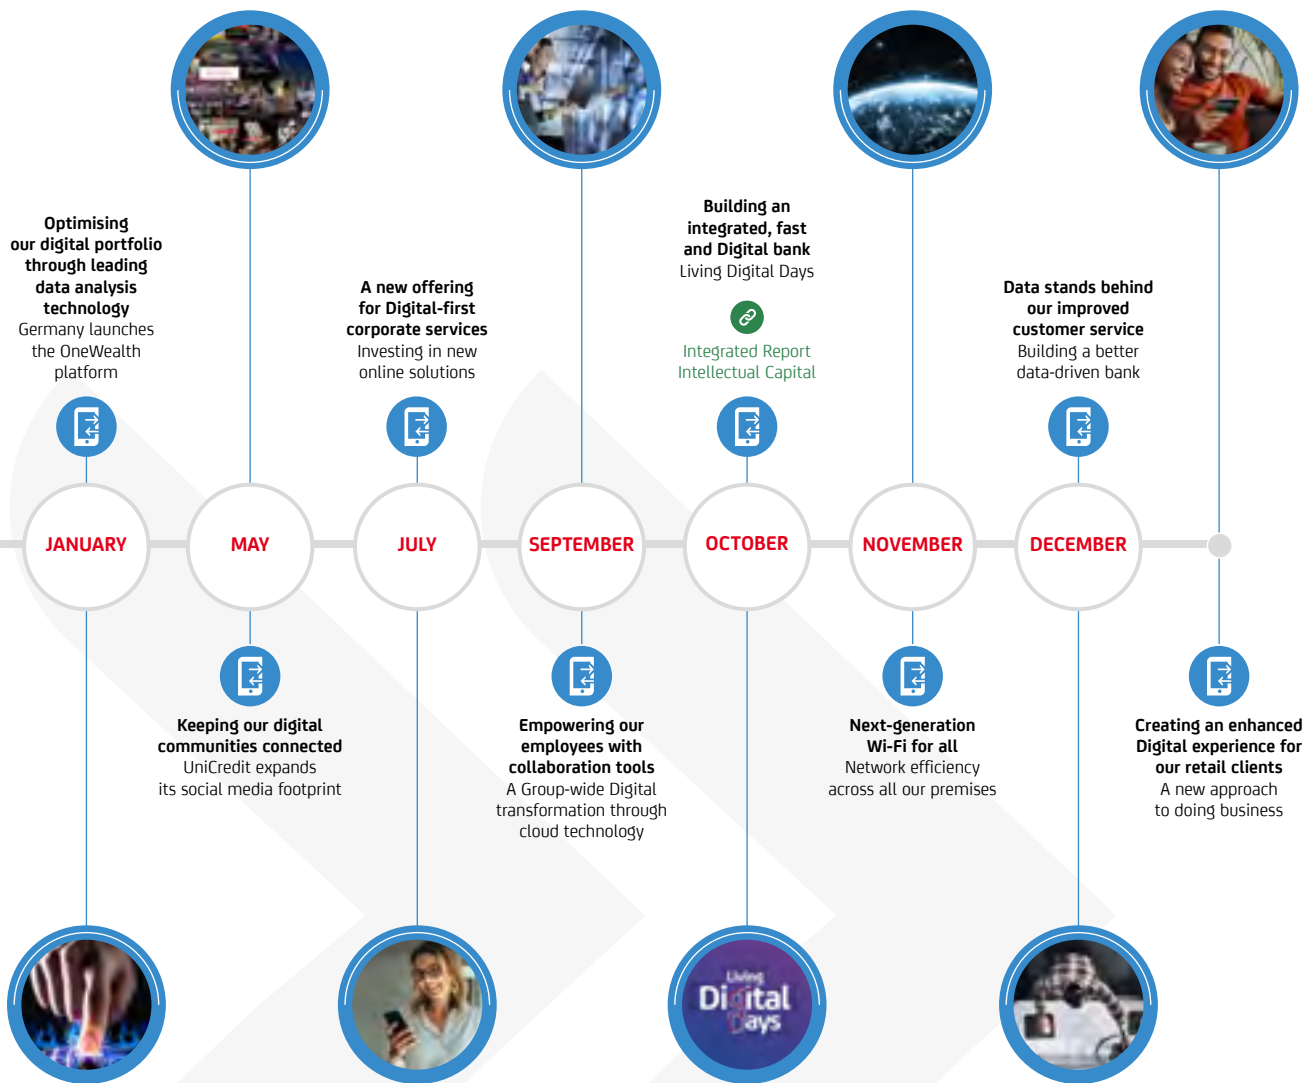 Optimising
our digital portfolio
through leading
data analysis
technology
Germany launches
the OneWealth
platform
A new offering
for Digital-first
corporate services
Investing in new
online solutions
Building an
integrated, fast
and Digital bank
Living Digital Days
Integrated Report
Intellectual Capital
Data stands behind
our improved
customer service
Building a better
data-driven bank
JANUARY
MAY
JULY
SEPTEMBER
OCTOBER
NOVEMBER
DECEMBER
Keeping our digital
communities connected
UniCredit expands
its social media footprint
Empowering our
employees with
collaboration tools
A Group-wide Digital
transformation through
cloud technology
Next-generation
Wi-Fi for all
Network efficiency
across all our premises
Creating an enhanced
Digital experience for
our retail clients
A new approach
to doing business
Living
Digital
Days